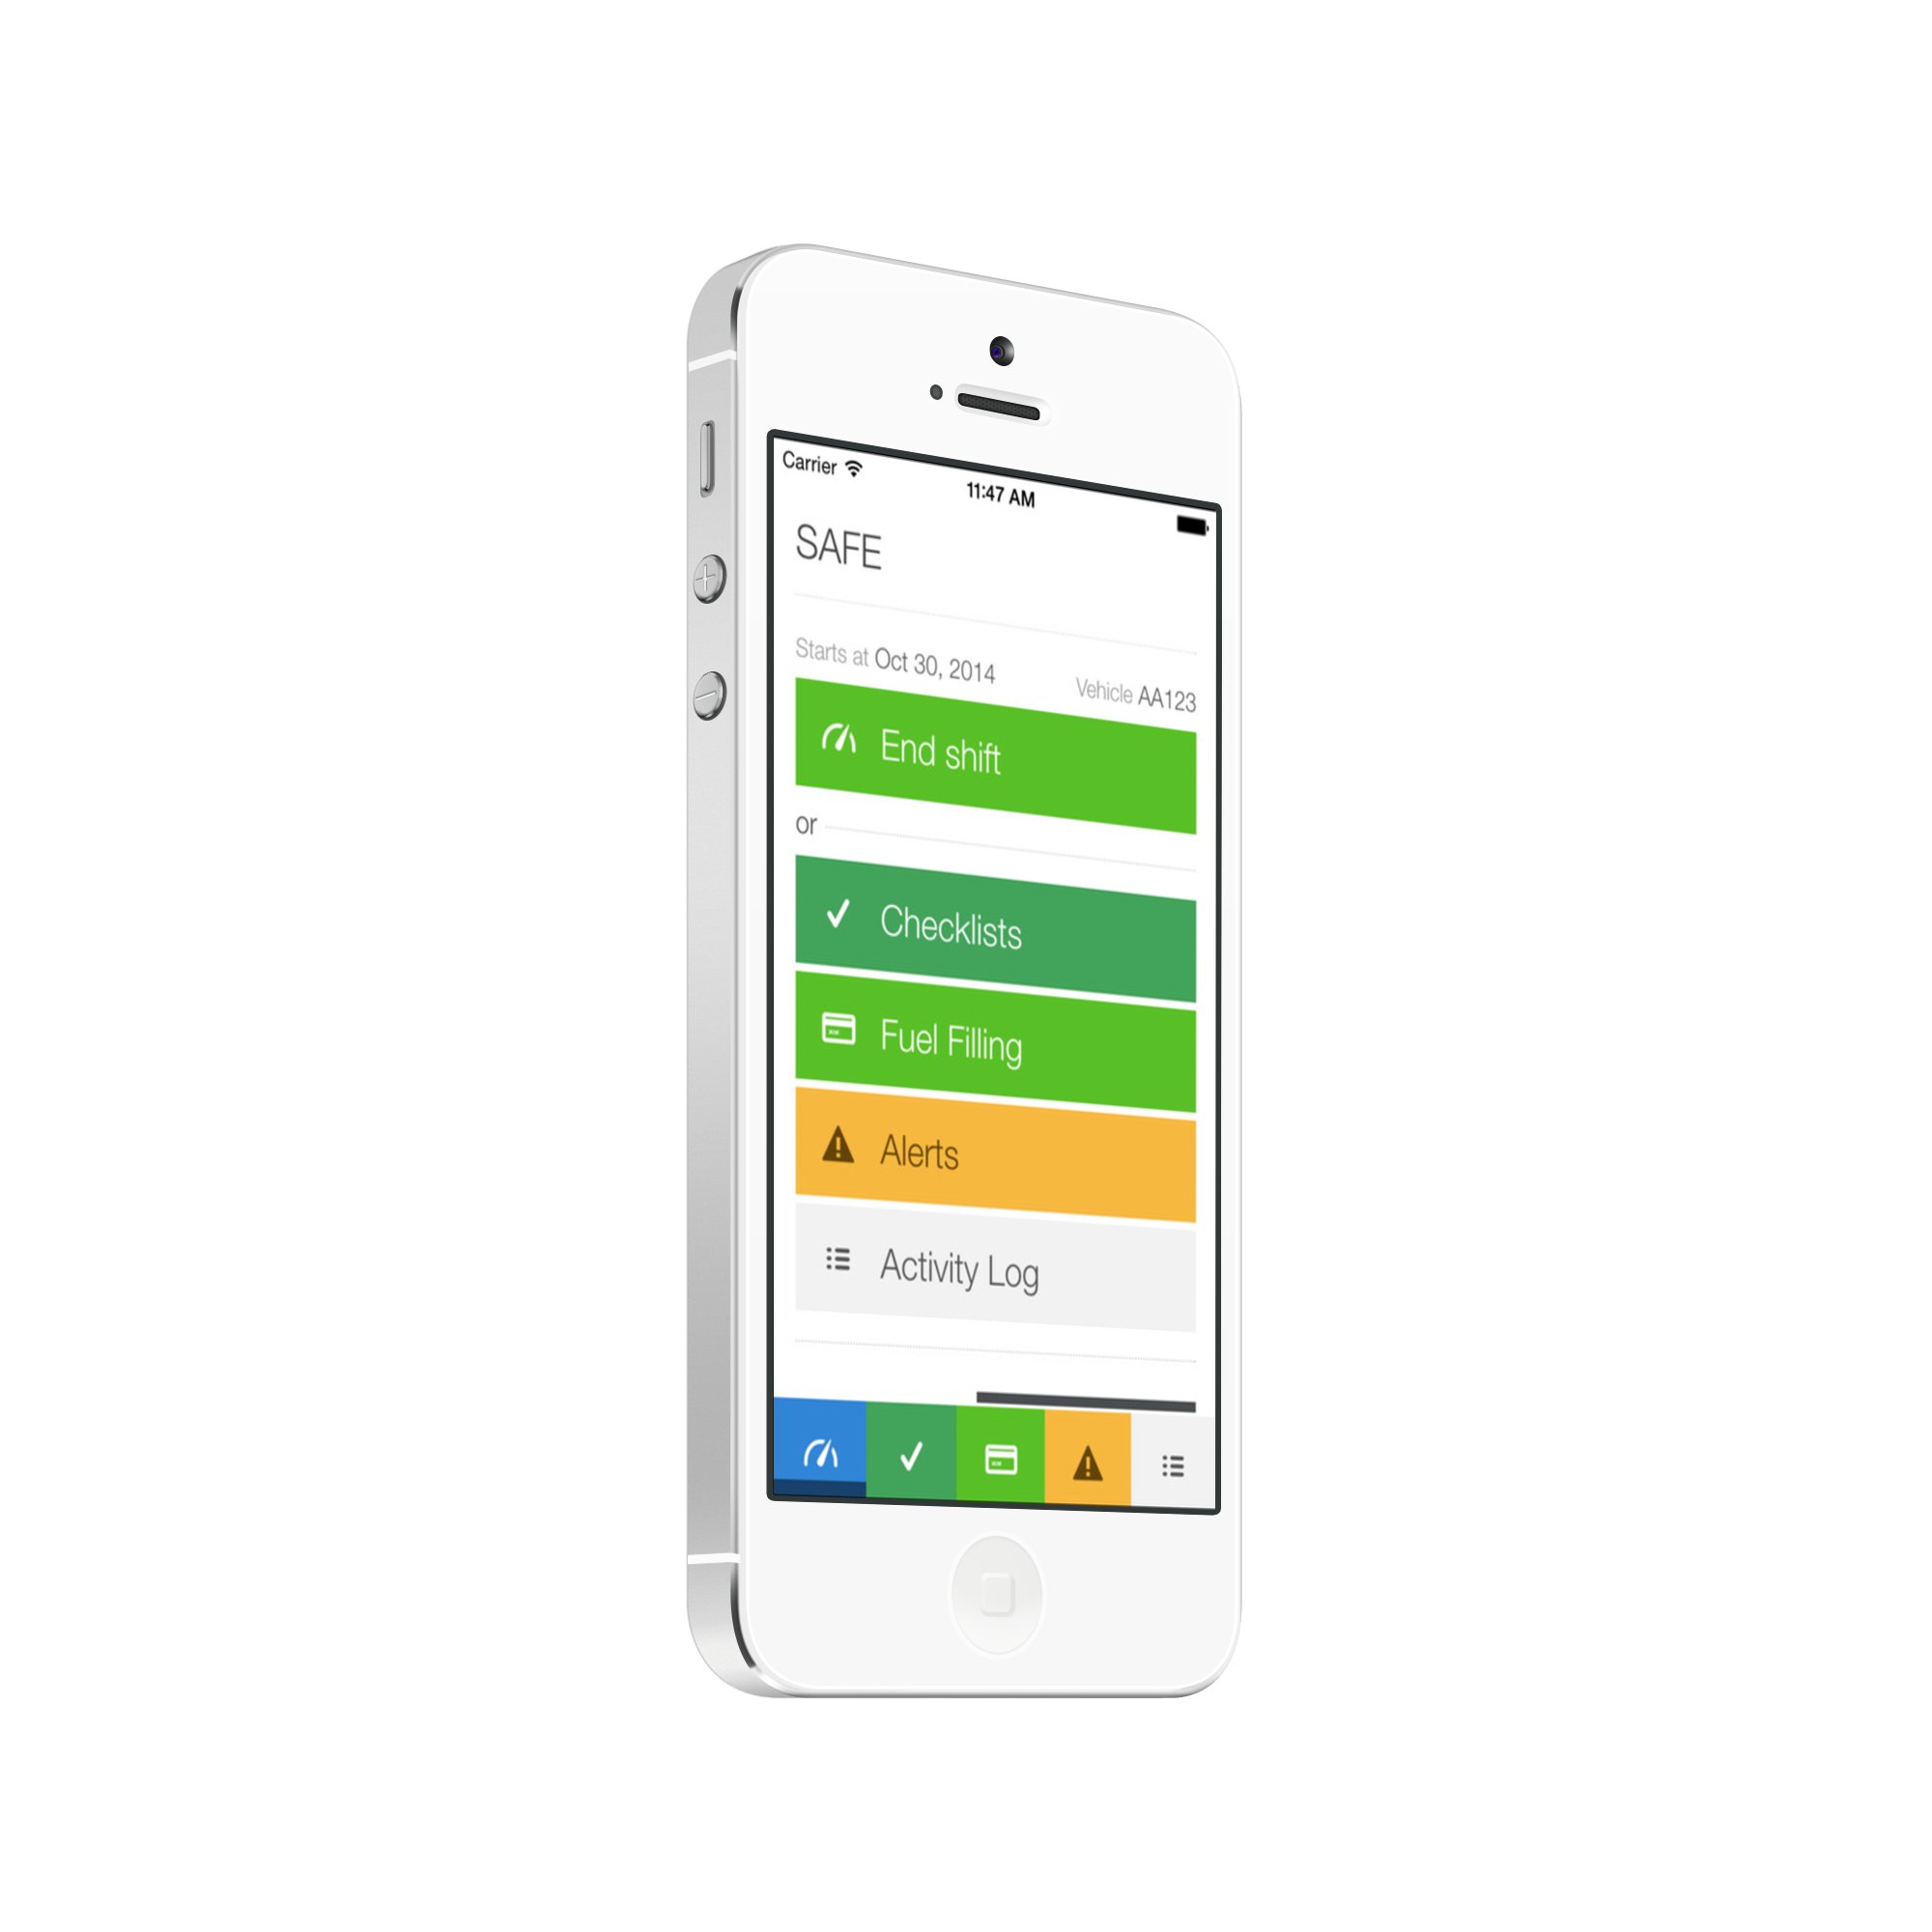 Carrier
11:47 AM
SAFE
Starts at Oct 30, 2014
Vehicle AA123
End shift
or
Checklists
Fuel Filling
Alerts
Activity Log